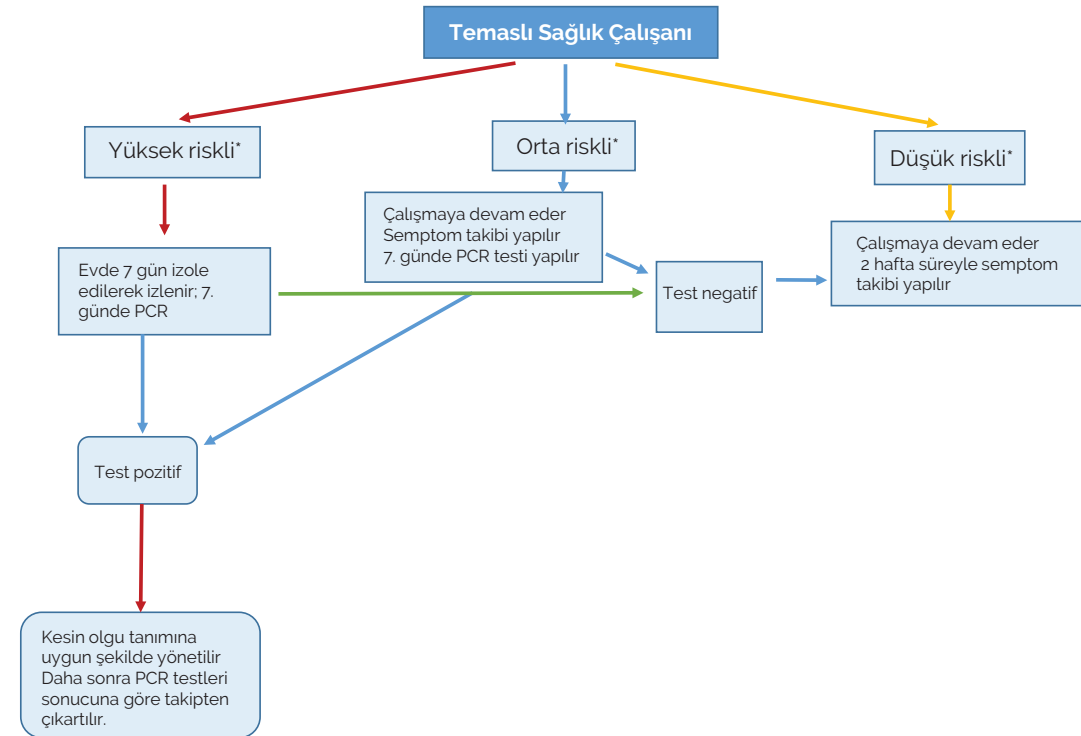 Temaslı Sağlık Çalışanı
Yüksek riskli*
Orta riskli*
Düşük riskli*
Çalışmaya devam eder
Semptom takibi yapılır
7. günde PCR testi yapılır
Evde 7 gün izole
edilerek izlenir; 7.
günde PCR
Test negatif
Çalışmaya devam eder
2 hafta süreyle semptom
takibi yapılır
Test pozitif
Kesin olgu tanımına
uygun şekilde yönetilir
Daha sonra PCR testleri
sonucuna göre takipten
çıkartılır.